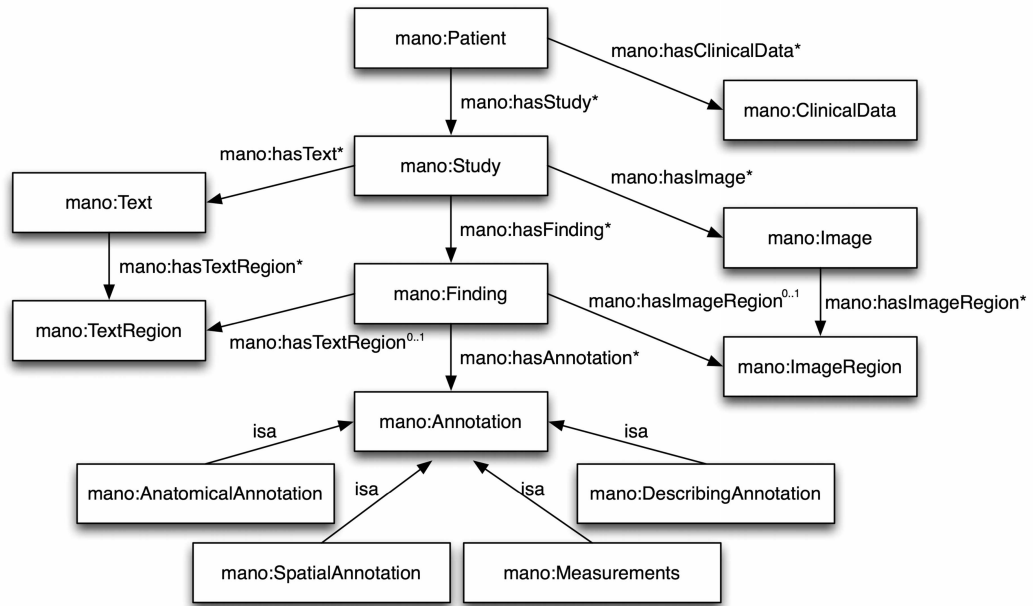 mano:Patient
mano:hasClinicalData*
mano:hasStudy*
mano:ClinicalData
mano:hasText*
mano:Study
mano:hasImage*
mano:Text
mano:hasFinding*
mano:Image
mano:hasTextRegion*
mano:Finding
mano:hasImageRegion0..1
mano:hasImageRegion*
mano:TextRegion
mano:hasTextRegion0..1
mano:hasAnnotation*
mano:ImageRegion
mano:Annotation
isa
isa
mano:AnatomicalAnnotation
isa
isa
mano:DescribingAnnotation
mano:SpatialAnnotation
mano:Measurements